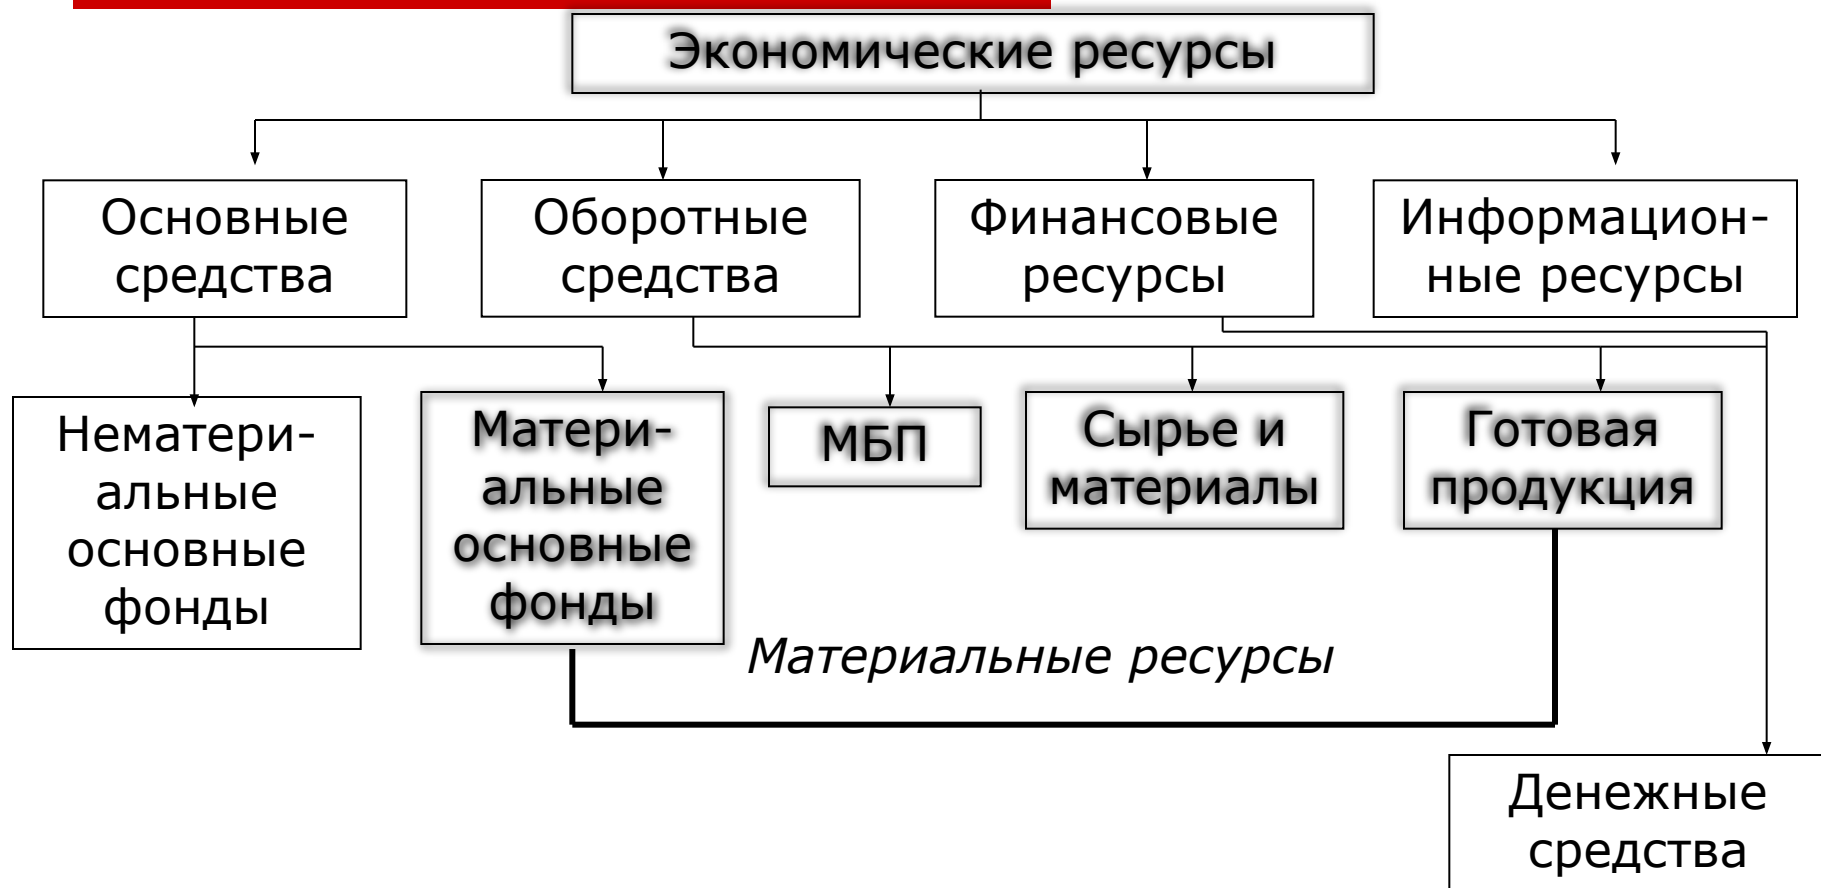 Экономические ресурсы
Основные
средства
Оборотные
средства
Финансовые
ресурсы
Информацион-
ные ресурсы
Нематери-
альные
основные
фонды
Матери-
альные
основные
фонды
МБП
Сырье и
материалы
Готовая
продукция
Материальные ресурсы
Денежные
средства